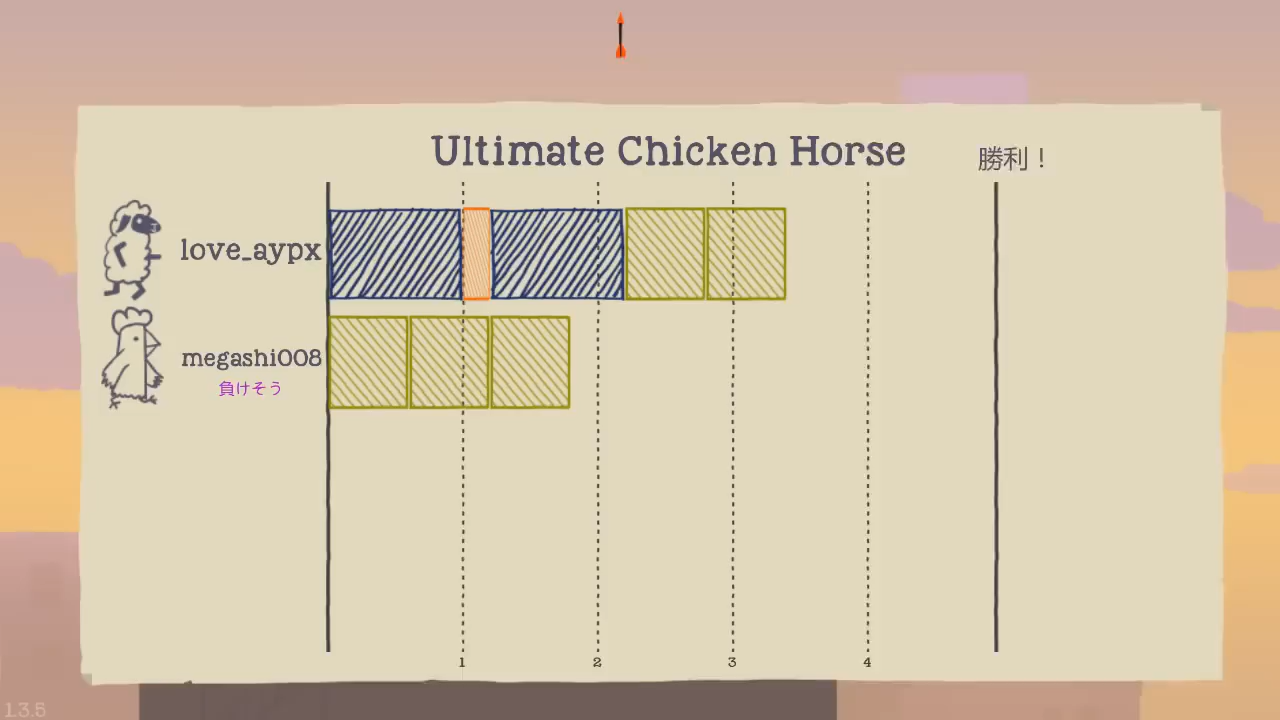 Ultimate Chicken Horse
勝利！
love_aypx
megashi008
負けそう
1 2 3 4
1.3.5